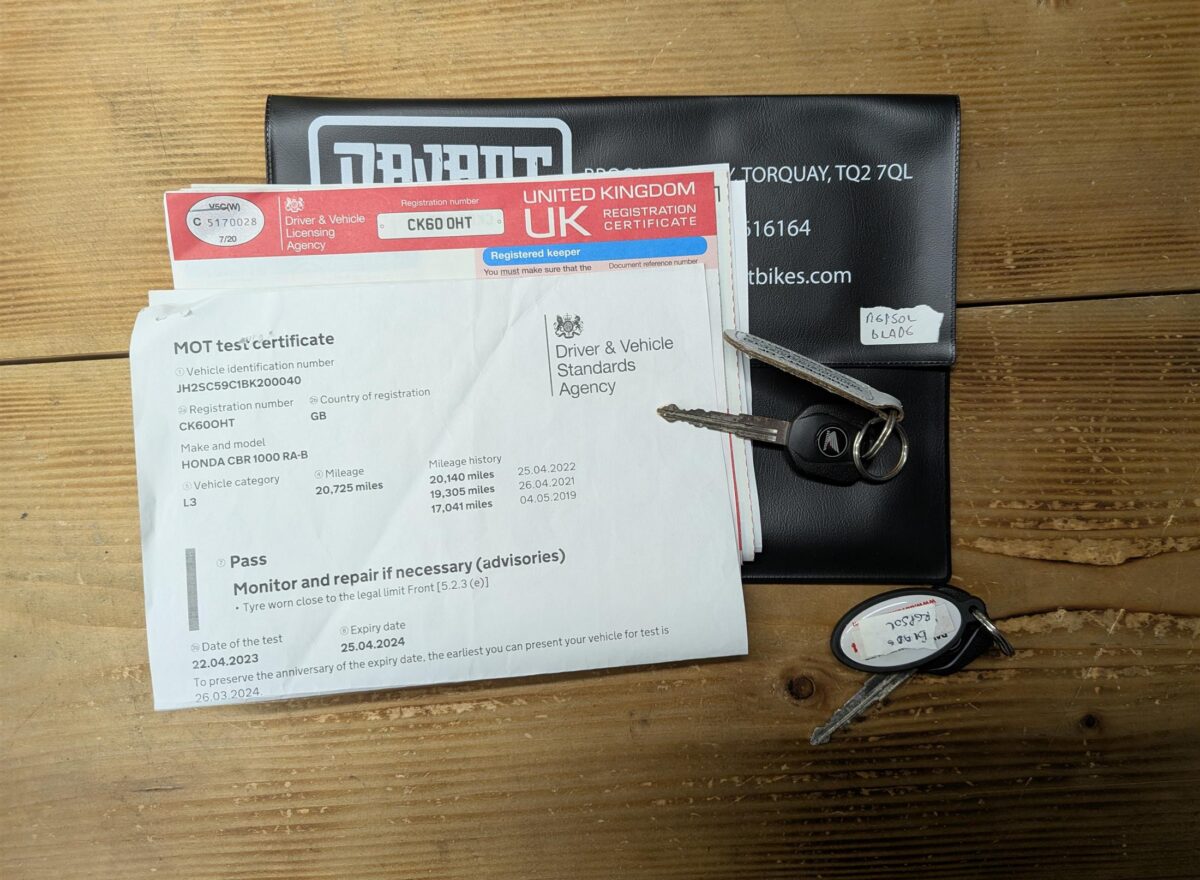 TORQUAY, TQ2 7QL
616164
tbikes.com
REPSOL
BLADE
V5C(W)
C 5170028
7/20
Driver & Vehicle
Licensing
Agency
Registration number
CK60 OHT
UNITED KINGDOM
UK REGISTRATION
CERTIFICATE
Registered keeper
You must make sure that the
Document reference number
MOT test certificate
Driver & Vehicle
Standards
Agency
Vehicle identification number
JH2SC59C1BK200040
Registration number
CK60OHT
Country of registration
GB
Make and model
HONDA CBR 1000 RA-B
Vehicle category
L3
Mileage
20,725 miles
Mileage history
20,140 miles 25.04.2022
19,305 miles 26.04.2021
17,041 miles 04.05.2019
Pass
Monitor and repair if necessary (advisories)
• Tyre worn close to the legal limit Front [5.2.3 (e)]
Date of the test
22.04.2023
Expiry date
25.04.2024
To preserve the anniversary of the expiry date, the earliest you can present your vehicle for test is
26.03.2024.
REPSOL
BLADE